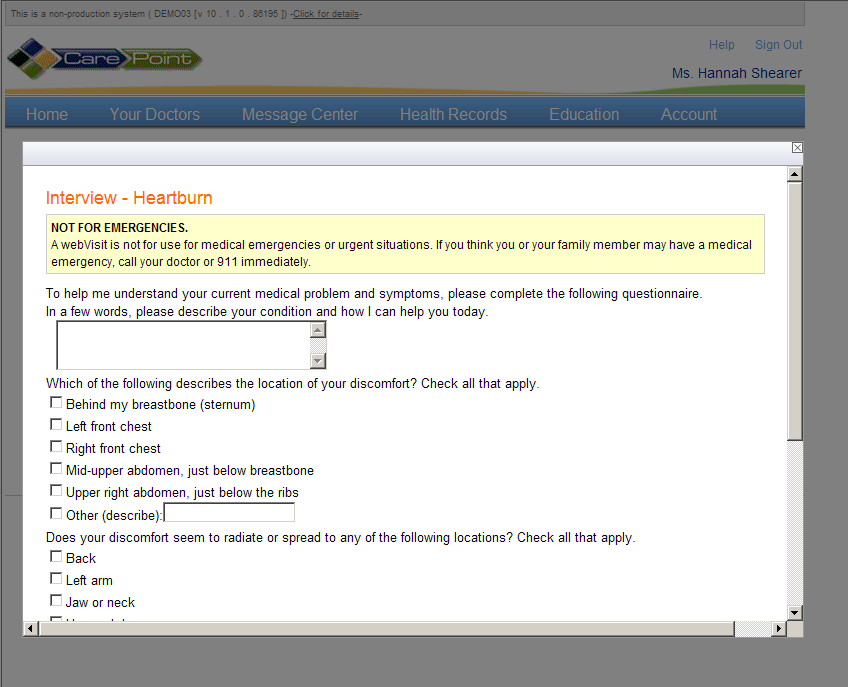 This is a non-production system ( DEMO03 [v 10 . 1 . 0 . 86195 ]) -Click for details-
Care Point
Help Sign Out
Ms. Hannah Shearer
Home Your Doctors Message Center Health Records Education Account
Interview - Heartburn
NOT FOR EMERGENCIES.
A webVisit is not for use for medical emergencies or urgent situations. If you think you or your family member may have a medical
emergency, call your doctor or 911 immediately.
To help me understand your current medical problem and symptoms, please complete the following questionnaire.
In a few words, please describe your condition and how I can help you today.
Which of the following describes the location of your discomfort? Check all that apply.
Behind my breastbone (sternum)
Left front chest
Right front chest
Mid-upper abdomen, just below breastbone
Upper right abdomen, just below the ribs
Other (describe):
Does your discomfort seem to radiate or spread to any of the following locations? Check all that apply.
Back
Left arm
Jaw or neck